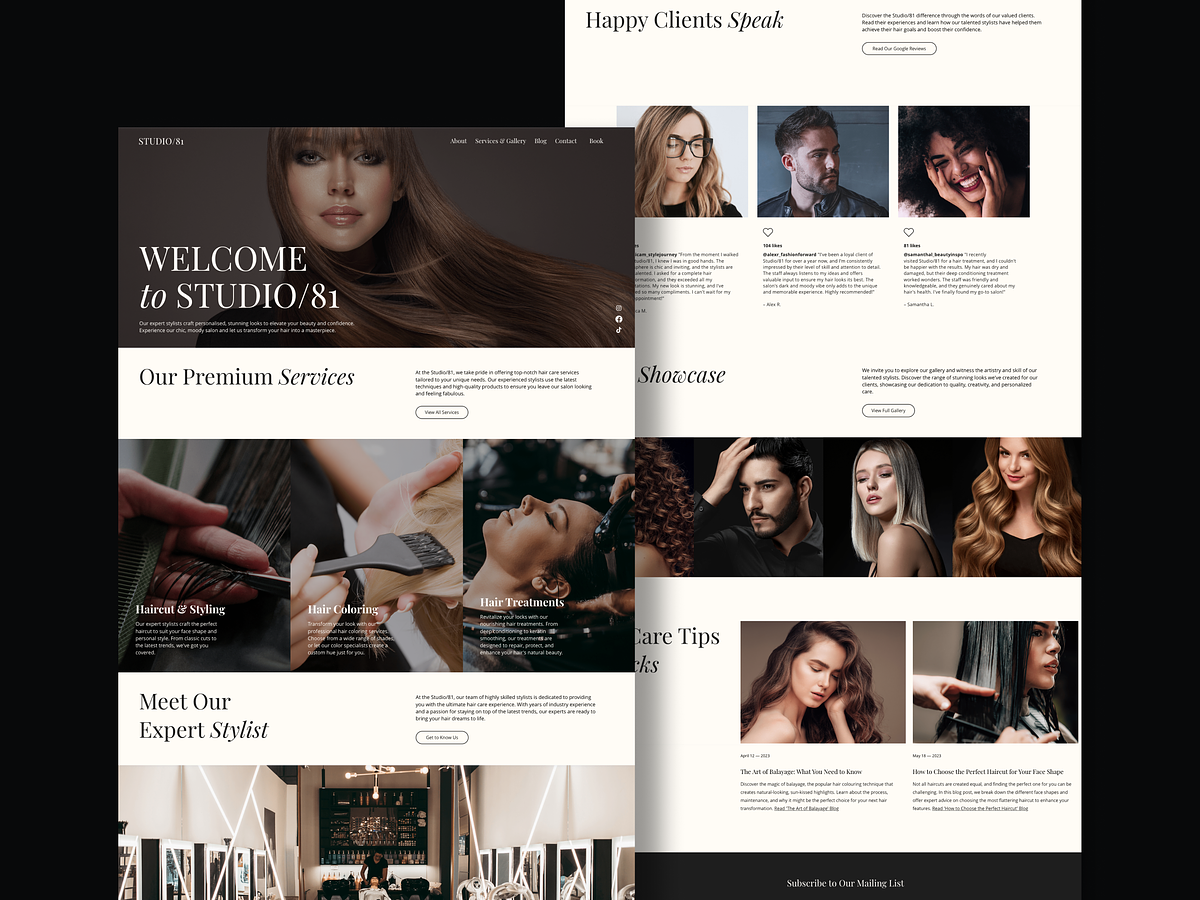 STUDIO/81
About Services & Gallery Blog Contact Book
WELCOME
to STUDIO/81
Our expert stylists craft personalised, stunning looks to elevate your beauty and confidence.
Experience our chic, moody salon and let us transform your hair into a masterpiece.
Our Premium Services
At the Studio/81, we take pride in offering top-notch hair care services
tailored to your unique needs. Our experienced stylists use the latest
techniques and high-quality products to ensure you leave our salon looking
and feeling fabulous.
View All Services
Haircut & Styling
Our expert stylists craft the perfect
haircut to suit your face shape and
personal style. From classic cuts to
the latest trends, we've got you
covered.
Hair Coloring
Transform your look with our
professional hair coloring services.
Choose from a wide range of shades,
or let our color specialists create a
custom hue just for you.
Hair Treatments
Revitalize your locks with our
nourishing hair treatments. From
deep conditioning to keratin
smoothing, our treatments are
designed to repair, protect, and
enhance your hair's natural beauty.
Meet Our
Expert Stylist
At the Studio/81, our team of highly skilled stylists is dedicated to providing
you with the ultimate hair care experience. With years of industry experience
and a passion for staying on top of the latest trends, our experts are ready to
bring your hair dreams to life.
Get to Know Us
Happy Clients Speak
Discover the Studio/81 difference through the words of our valued clients.
Read their experiences and learn how our talented stylists have helped them
achieve their hair goals and boost their confidence.
Read Our Google Reviews
"From the moment I walked
Studio/81, I knew I was in good hands. The
is chic and inviting, and the stylists are
I asked for a complete hair
and they exceeded all my
My new look is stunning, and I've
so many compliments. I can't wait for my
M.
104 likes
@alexr_fashionforward "I've been a loyal client of
Studio/81 for over a year now, and I'm consistently
impressed by their level of skill and attention to detail.
The staff always listens to my ideas and offers
valuable input to ensure my hair looks its best. The
salon's dark and moody vibe only adds to the unique
and memorable experience. Highly recommended!"
– Alex R.
81 likes
@samanthal_beautyinspo "I recently
visited Studio/81 for a hair treatment, and I couldn't
be happier with the results. My hair was dry and
damaged, but their deep conditioning treatment
worked wonders. The staff was friendly and
knowledgeable, and they genuinely cared about my
hair's health. I've finally found my go-to salon!"
– Samantha L.
Showcase
We invite you to explore our gallery and witness the artistry and skill of our
talented stylists. Discover the range of stunning looks we've created for our
clients, showcasing our dedication to quality, creativity, and personalized
care.
View Full Gallery
Care Tips
April 12 — 2023
The Art of Balayage: What You Need to Know
Discover the magic of balayage, the popular hair colouring technique that
creates natural-looking, sun-kissed highlights. Learn about the process,
maintenance, and why it might be the perfect choice for your next hair
transformation. Read 'The Art of Balayage' Blog
May 18 — 2023
How to Choose the Perfect Haircut for Your Face Shape
Not all haircuts are created equal, and finding the perfect one for you can be
challenging. In this blog post, we break down the different face shapes and
offer expert advice on choosing the most flattering haircut to enhance your
features. Read 'How to Choose the Perfect Haircut' Blog
Subscribe to Our Mailing List